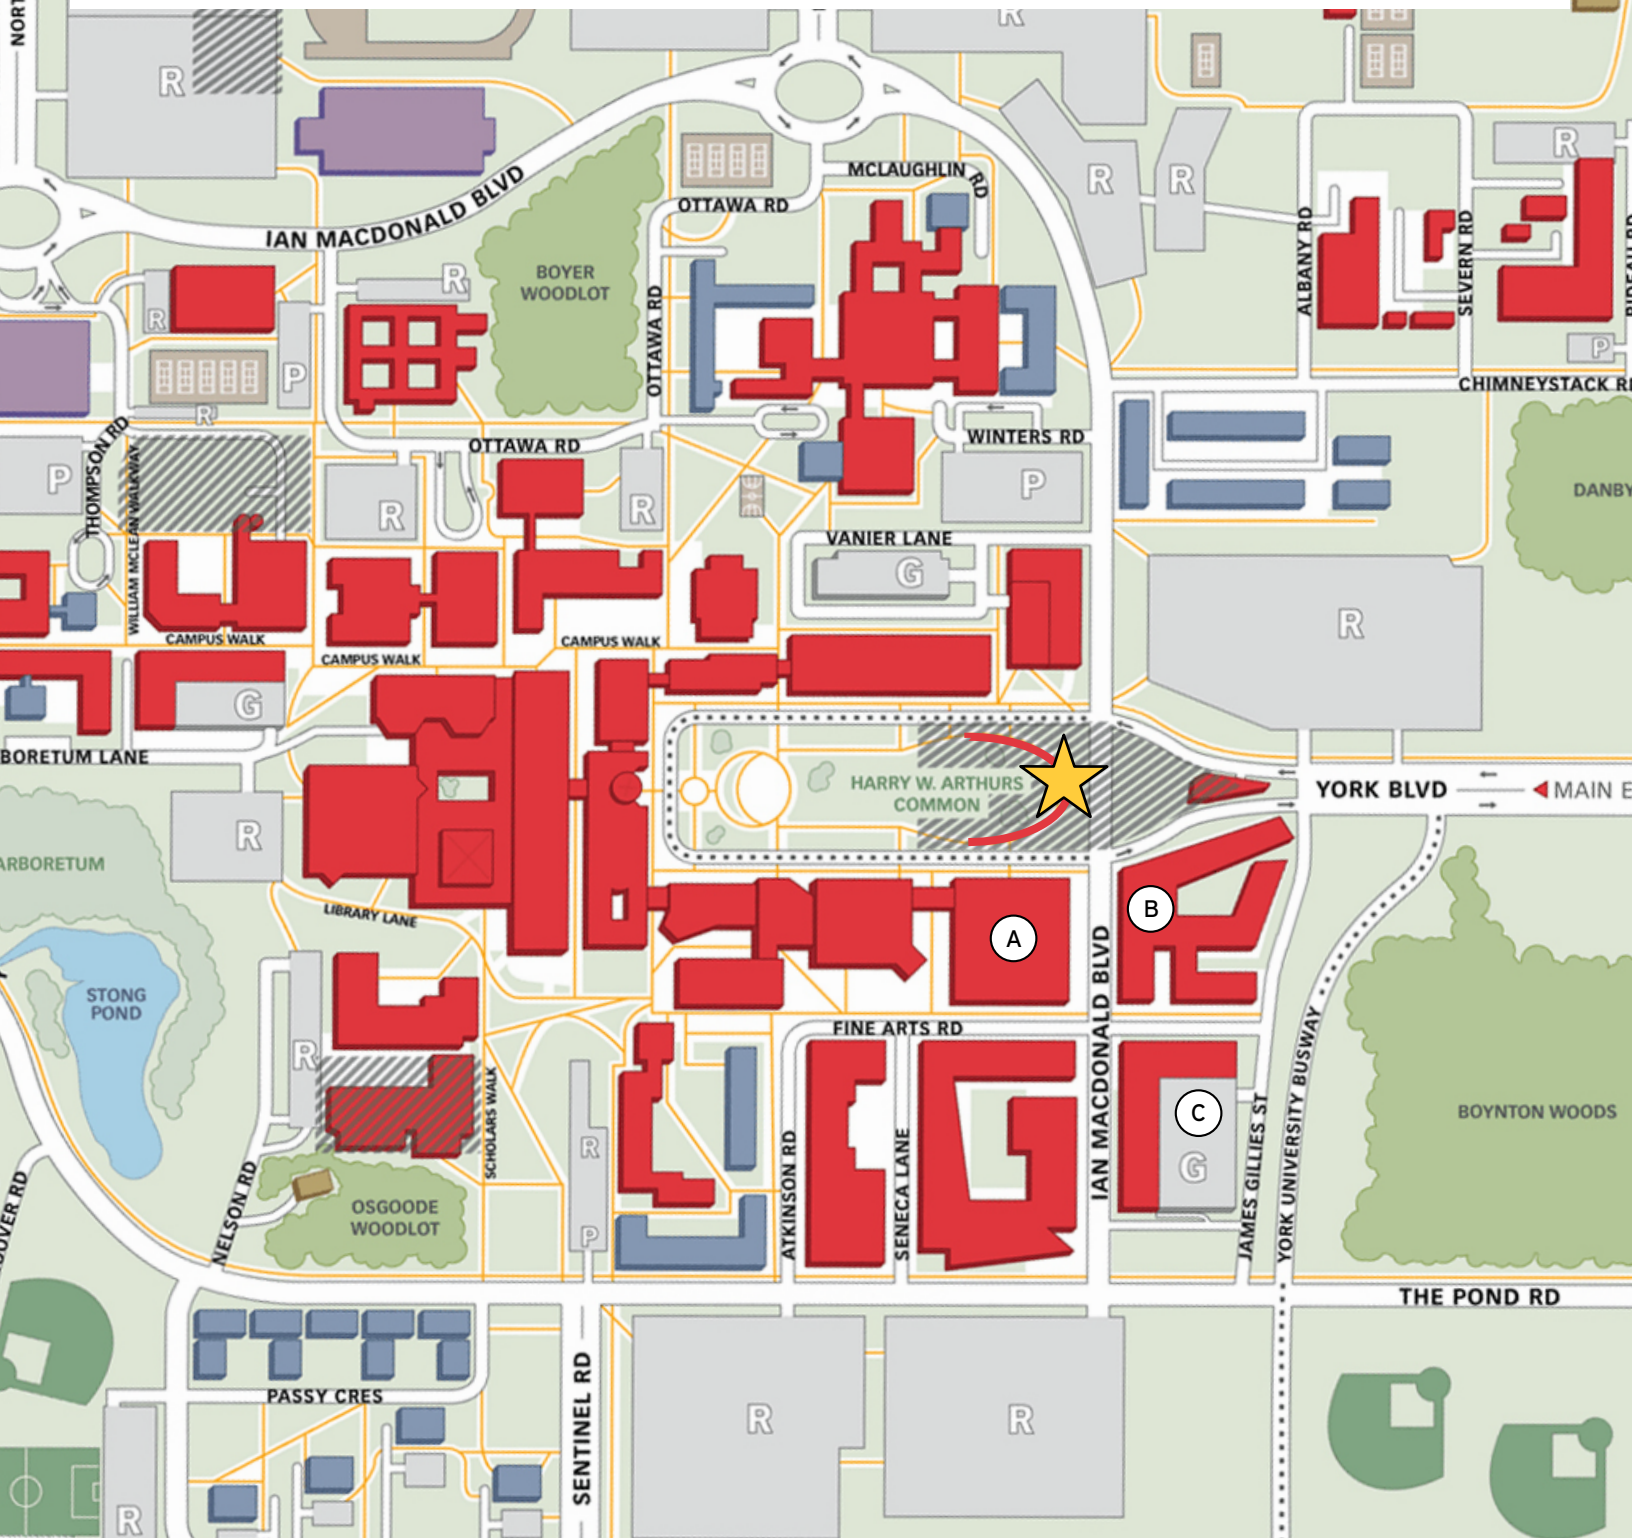 NORT
R
R
IAN MACDONALD BLVD
MCLAUGHLIN RD
OTTAWA RD
R
R
R
BOYER
WOODLOT
R
R
P
R
OTTAWA RD
ALBANY RD
SEVERN RD
RIDEAU RD
P
CHIMNEYSTACK RD
THOMPSON RD
WILLIAM MCLEAN WALKWAY
OTTAWA RD
WINTERS RD
P
R
R
P
DANBY
VANIER LANE
G
R
CAMPUS WALK
CAMPUS WALK
CAMPUS WALK
G
BORETUM LANE
HARRY W. ARTHURS
COMMON
YORK BLVD
MAIN E
R
ARBORETUM
LIBRARY LANE
A
B
IAN MACDONALD BLVD
STONG
POND
R
FINE ARTS RD
YORK UNIVERSITY BUSWAY
SCHOLARS WALK
R
P
ATKINSON RD
SENECA LANE
C
G
JAMES GILLIES ST
BOYNTON WOODS
NELSON RD
OSGOODE
WOODLOT
OVER RD
THE POND RD
PASSY CRES
SENTINEL RD
R
R
R